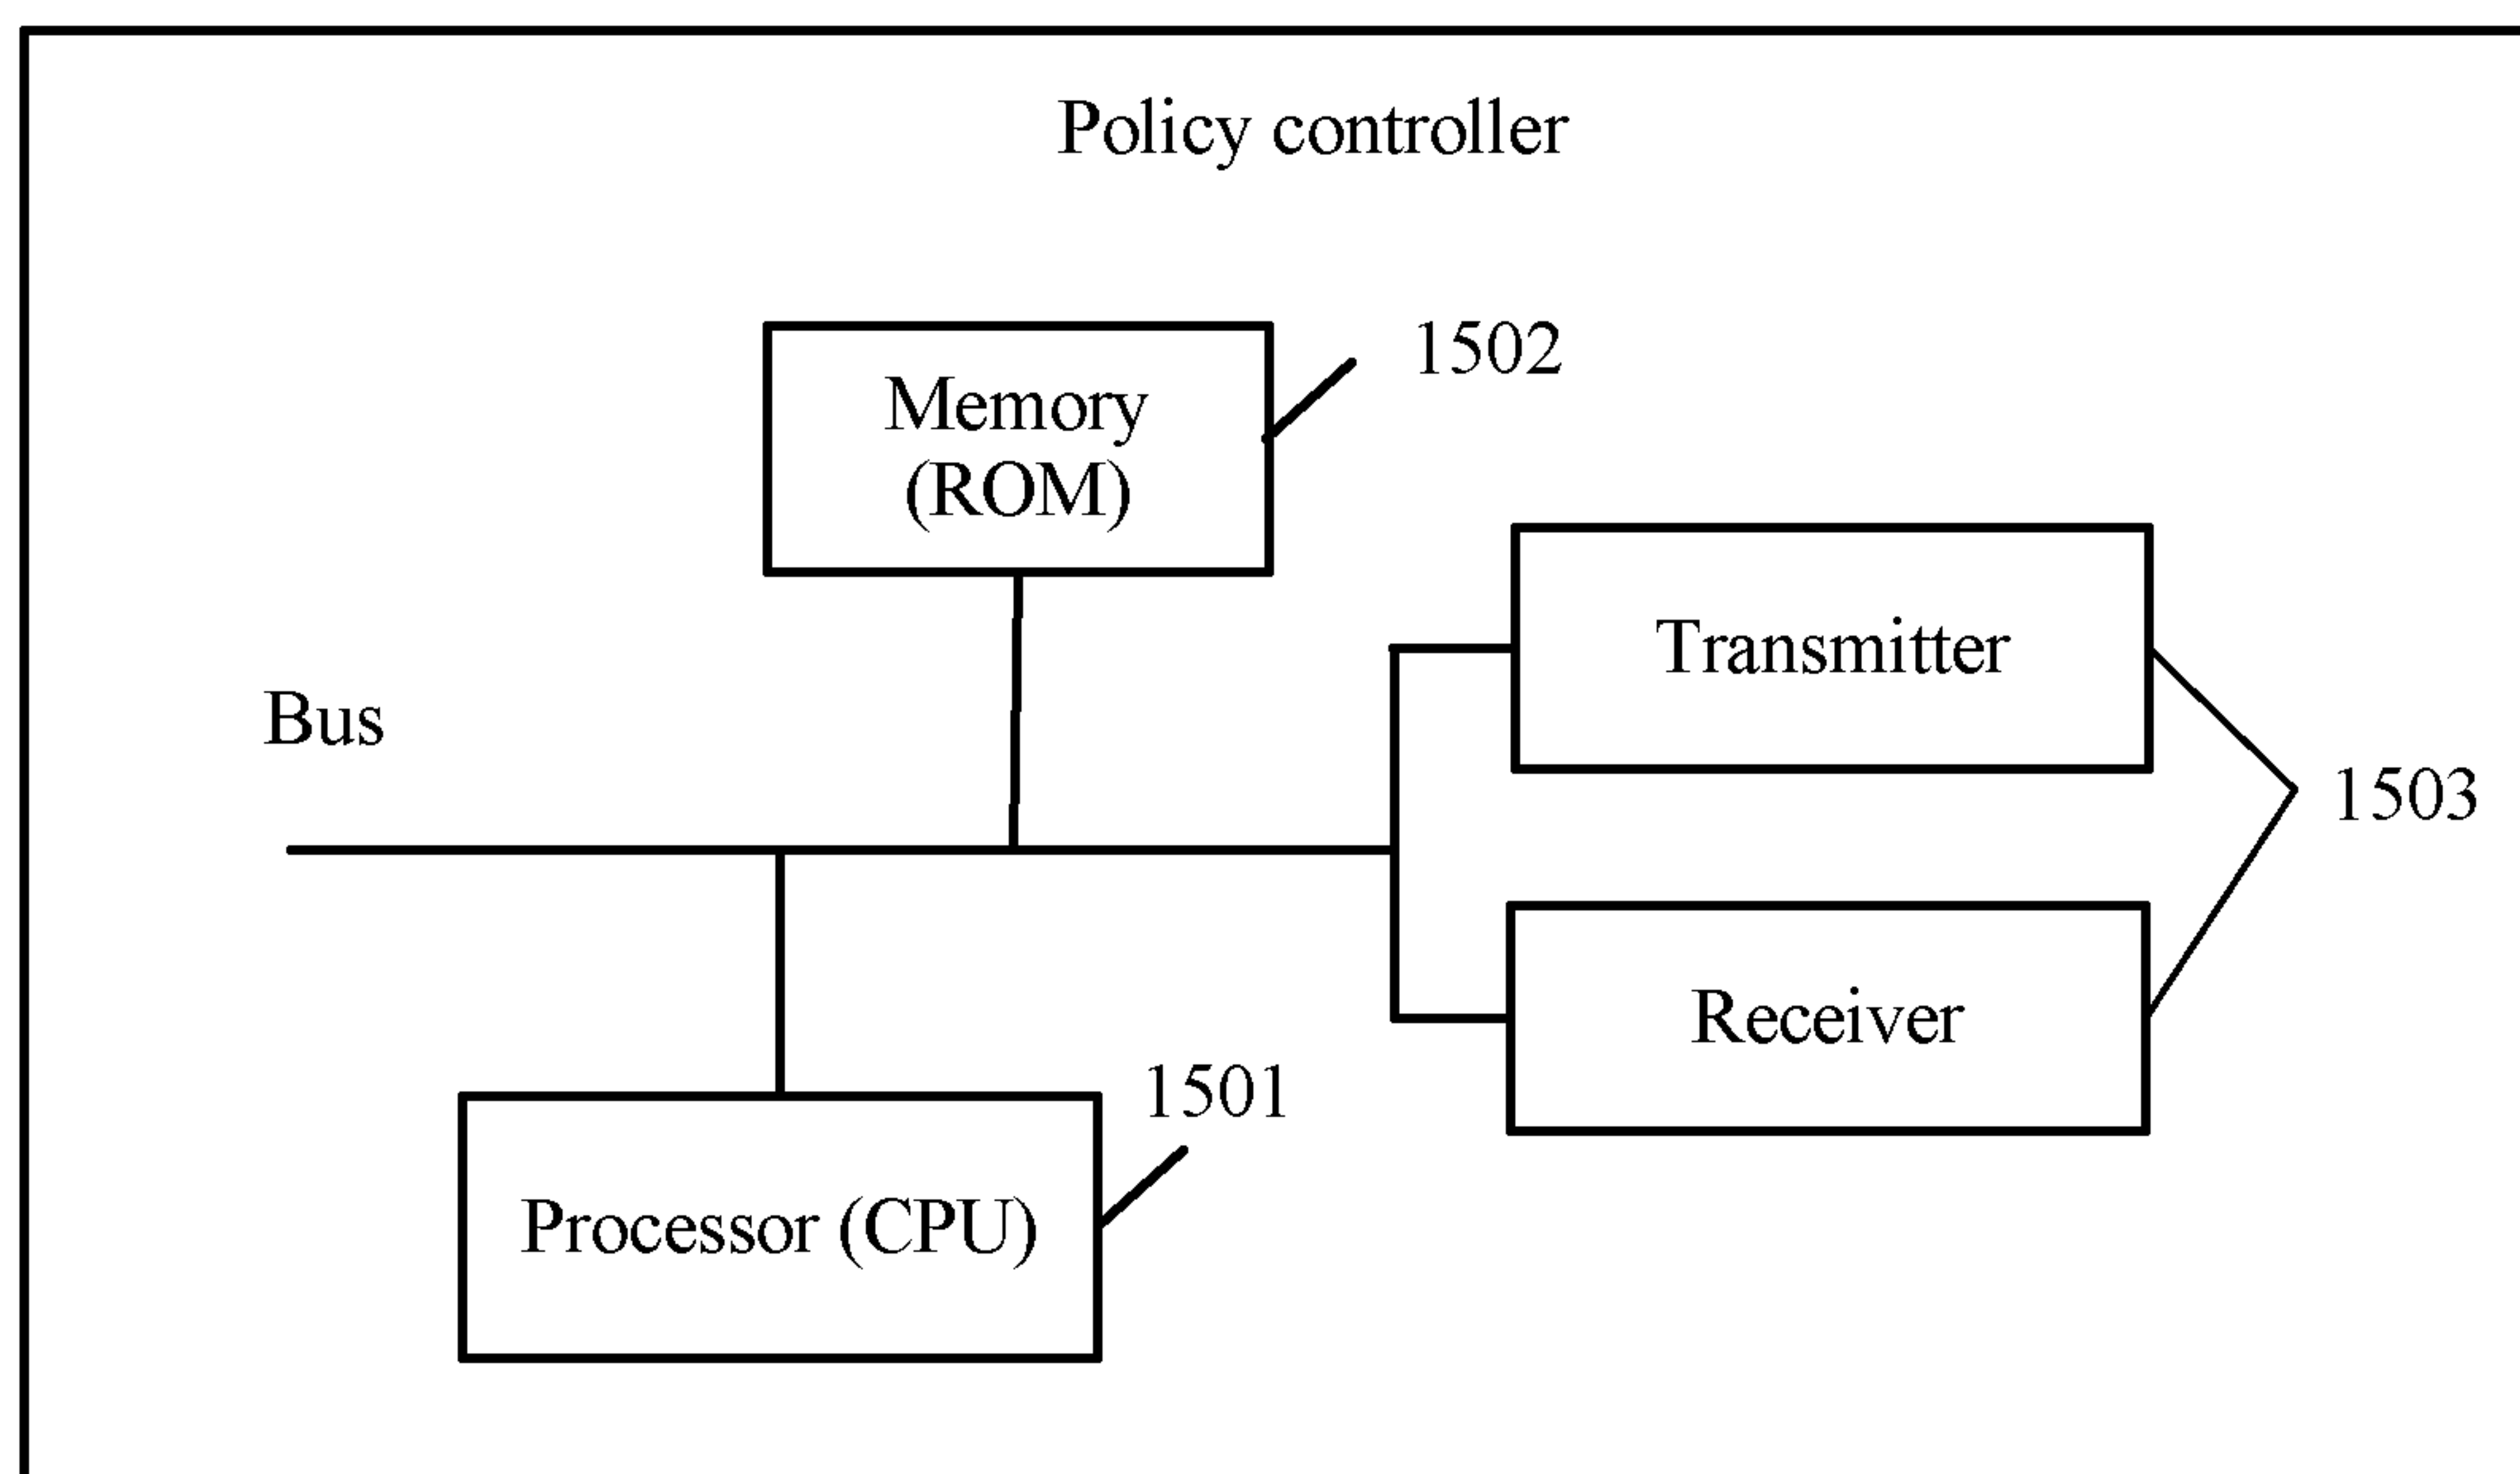 Policy controller
1502
Memory
(ROM)
Transmitter
Bus
1503
Receiver
1501
Processor (CPU)